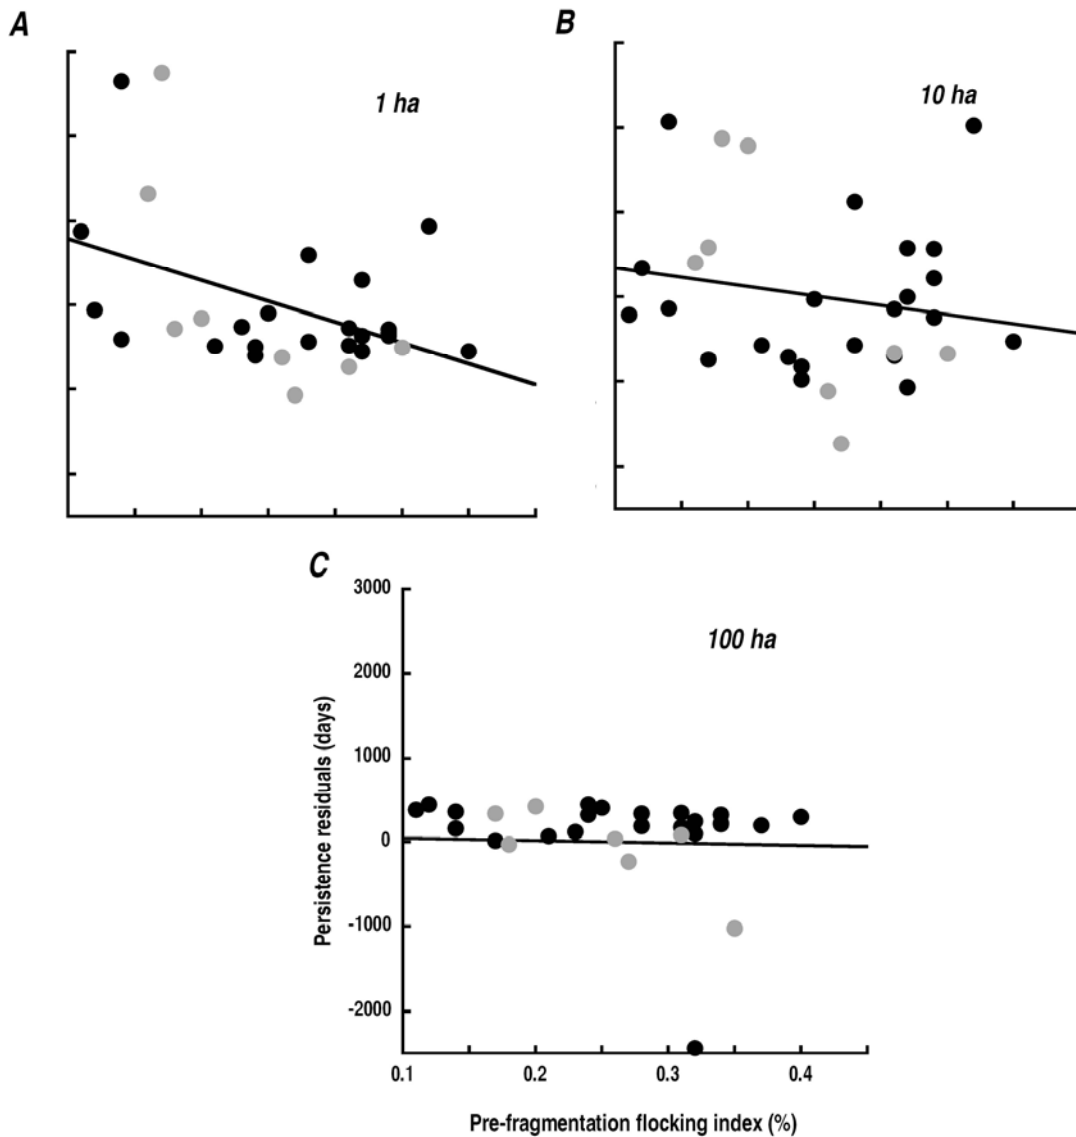 A
B
1 ha
10 ha
C
100 ha
3000
2000
1000
0
-1000
-2000
Persistence residuals (days)
0.1
0.2
0.3
0.4
Pre-fragmentation flocking index (%)